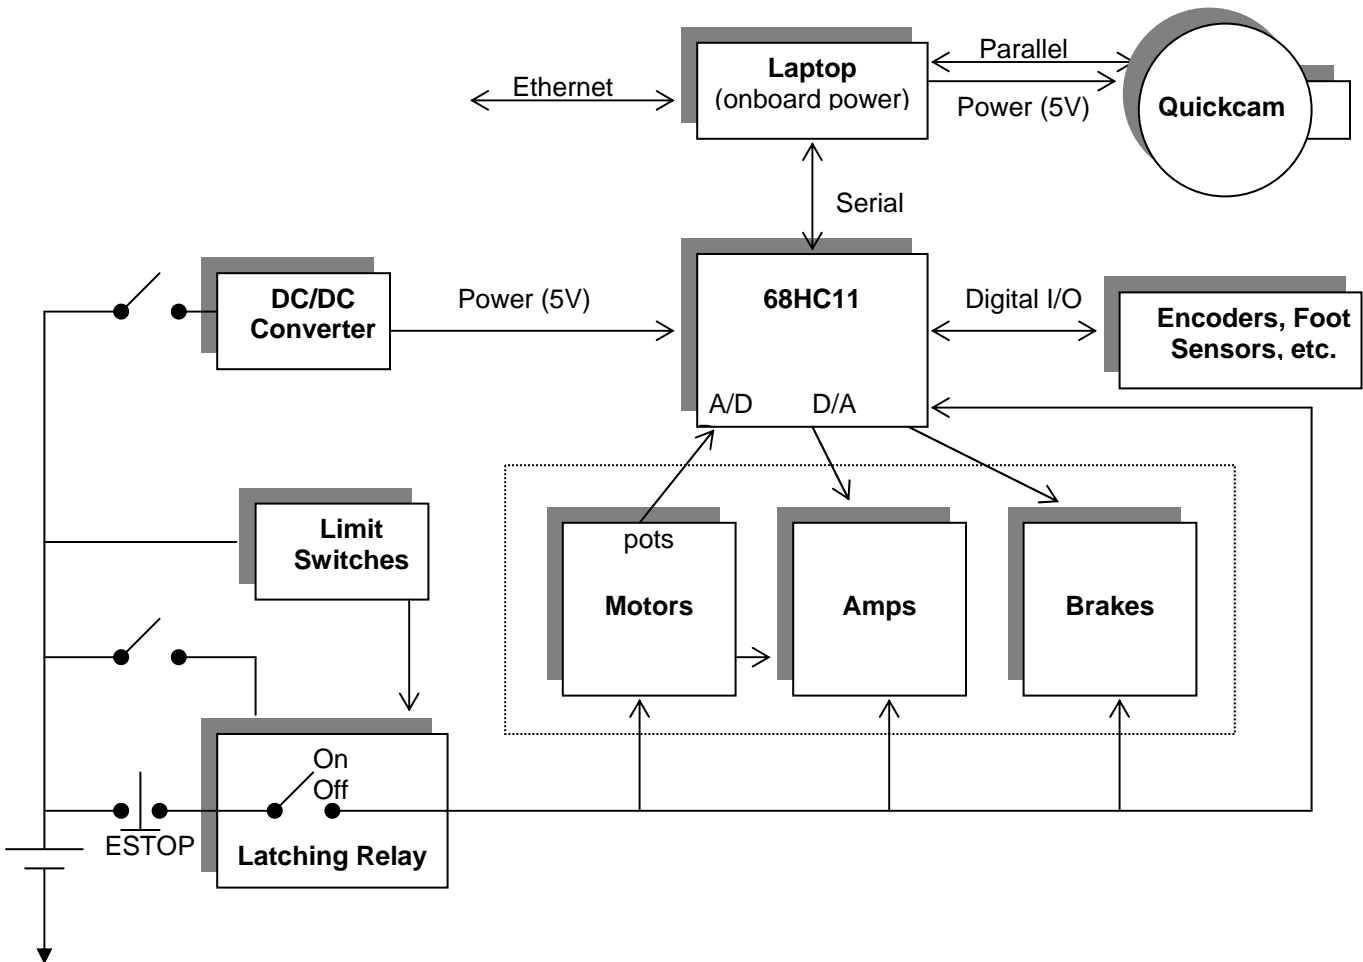 Parallel
Laptop
(onboard power)
Ethernet
Power (5V)
Quickcam
Serial
DC/DC
Converter
Power (5V)
68HC11
Digital I/O
Encoders, Foot
Sensors, etc.
A/D
D/A
Limit
Switches
pots
Motors
Amps
Brakes
On
Off
ESTOP
Latching Relay